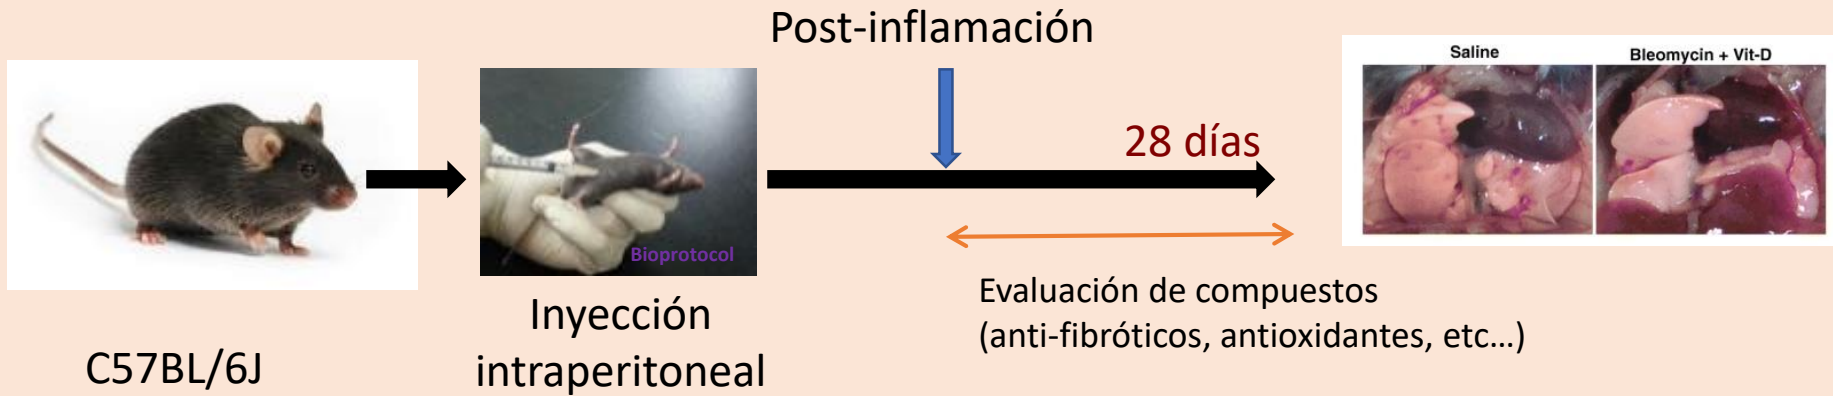 Post-inflamación
Saline
Bleomycin + Vit-D
28 días
Bioprotocol
Evaluación de compuestos
(anti-fibróticos, antioxidantes, etc...)
Inyección
intraperitoneal
C57BL/6J